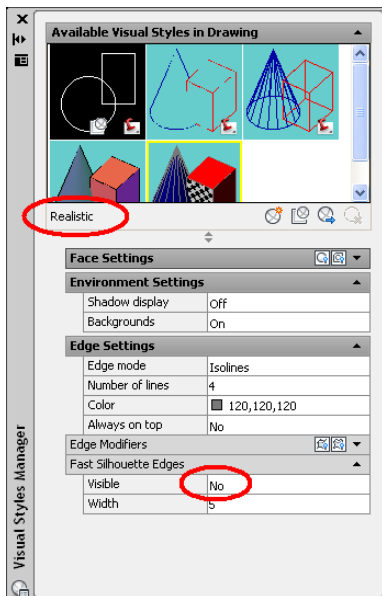 Available Visual Styles in Drawing
Realistic
Face Settings
Environment Settings
Shadow display Off
Backgrounds On
Edge Settings
Edge mode Isolines
Number of lines 4
Color 120,120,120
Always on top No
Edge Modifiers
Fast Silhouette Edges
Visible No
Width 5
Visual Styles Manager